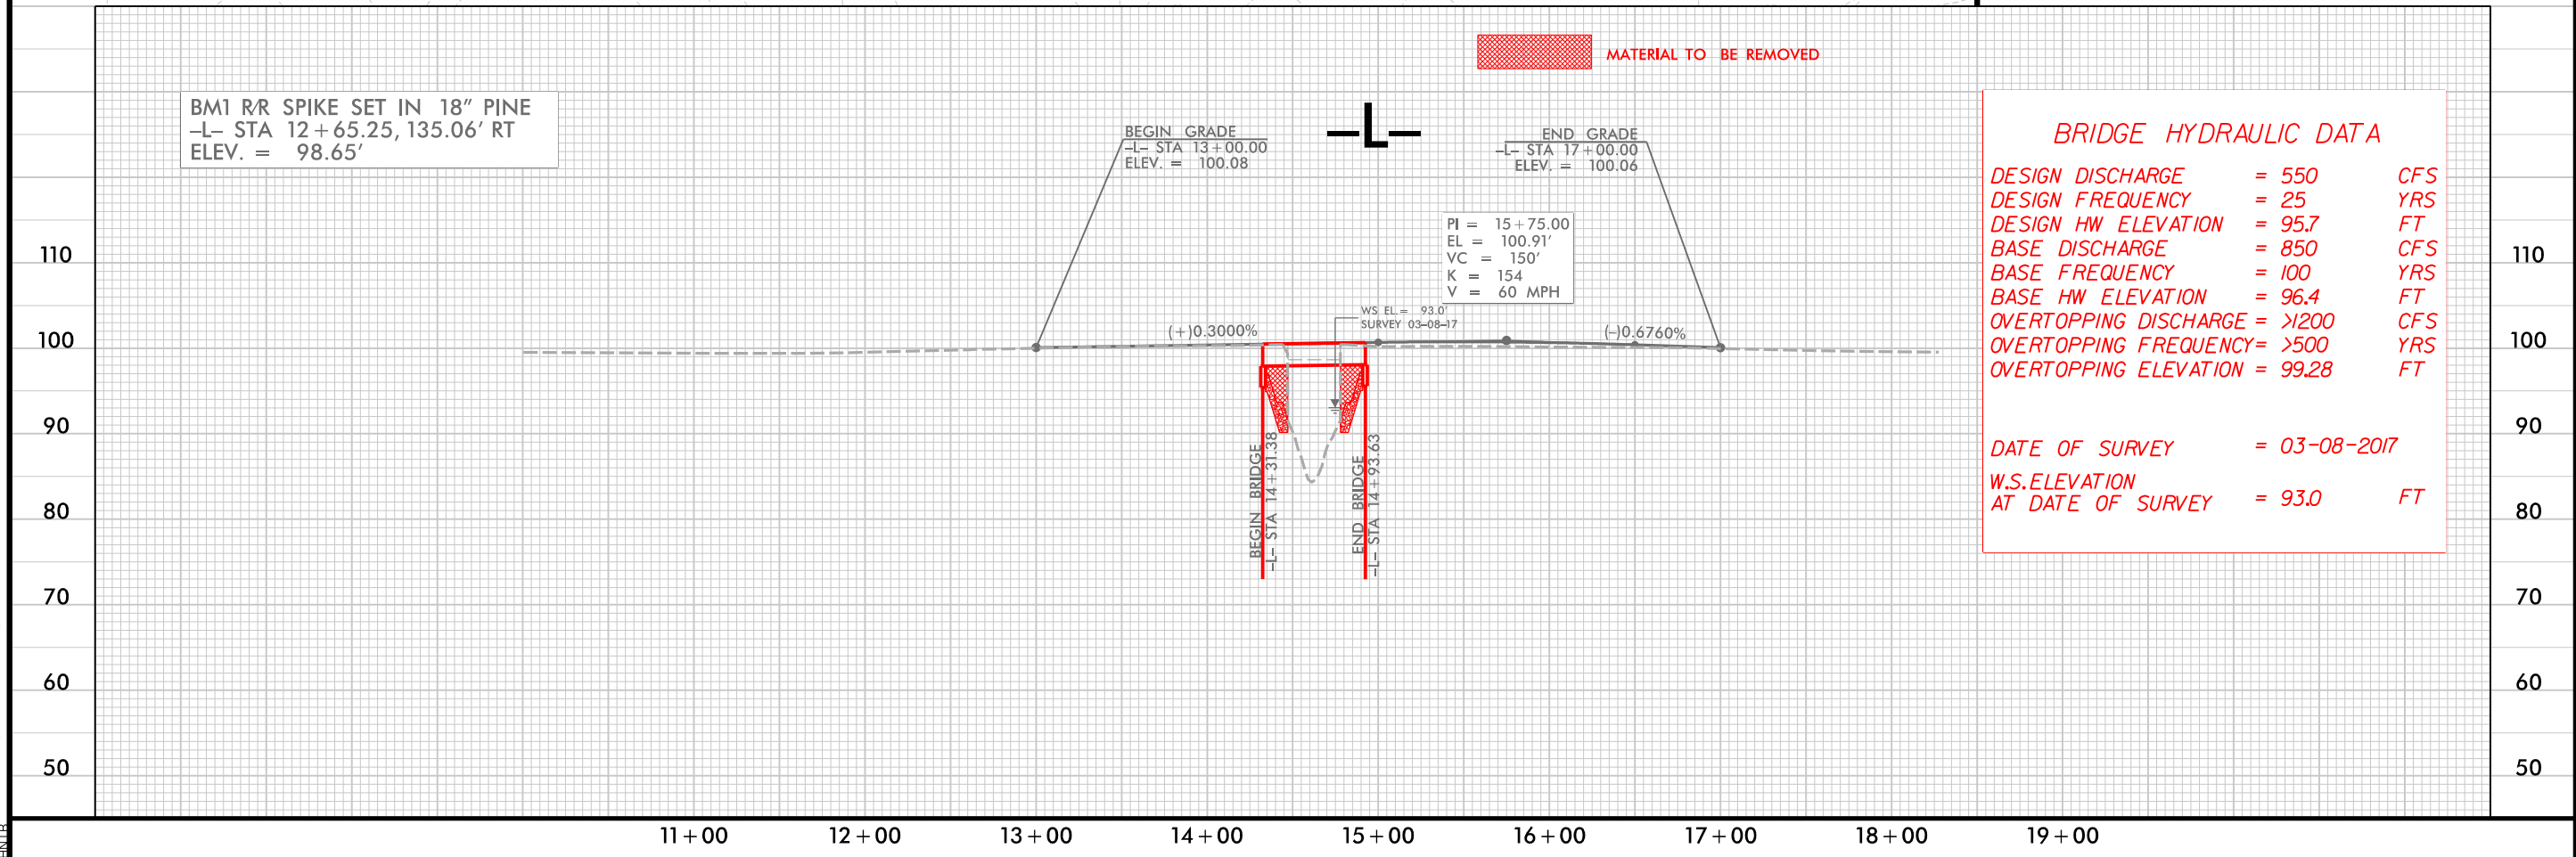 MATERIAL TO BE REMOVED
BM1 R/R SPIKE SET IN 18" PINE
-L- STA 12+65.25, 135.06' RT
ELEV. = 98.65'
BEGIN GRADE
-L- STA 13+00.00
ELEV. = 100.08
-L-
END GRADE
-L- STA 17+00.00
ELEV. = 100.06
PI = 15+75.00
EL = 100.91'
VC = 150'
K = 154
V = 60 MPH
WS EL.= 93.0'
SURVEY 03-08-17
(+)0.3000%
(-)0.6760%
BEGIN BRIDGE
-L- STA 14+31.38
END BRIDGE
-L- STA 14+93.63
BRIDGE HYDRAULIC DATA
DESIGN DISCHARGE = 550 CFS
DESIGN FREQUENCY = 25 YRS
DESIGN HW ELEVATION = 95.7 FT
BASE DISCHARGE = 850 CFS
BASE FREQUENCY = 100 YRS
BASE HW ELEVATION = 96.4 FT
OVERTOPPING DISCHARGE = >1200 CFS
OVERTOPPING FREQUENCY= >500 YRS
OVERTOPPING ELEVATION = 99.28 FT
DATE OF SURVEY = 03-08-2017
W.S.ELEVATION
AT DATE OF SURVEY = 93.0 FT
110 110
100 100
90 90
80 80
70 70
60 60
50 50
11+00 12+00 13+00 14+00 15+00 16+00 17+00 18+00 19+00